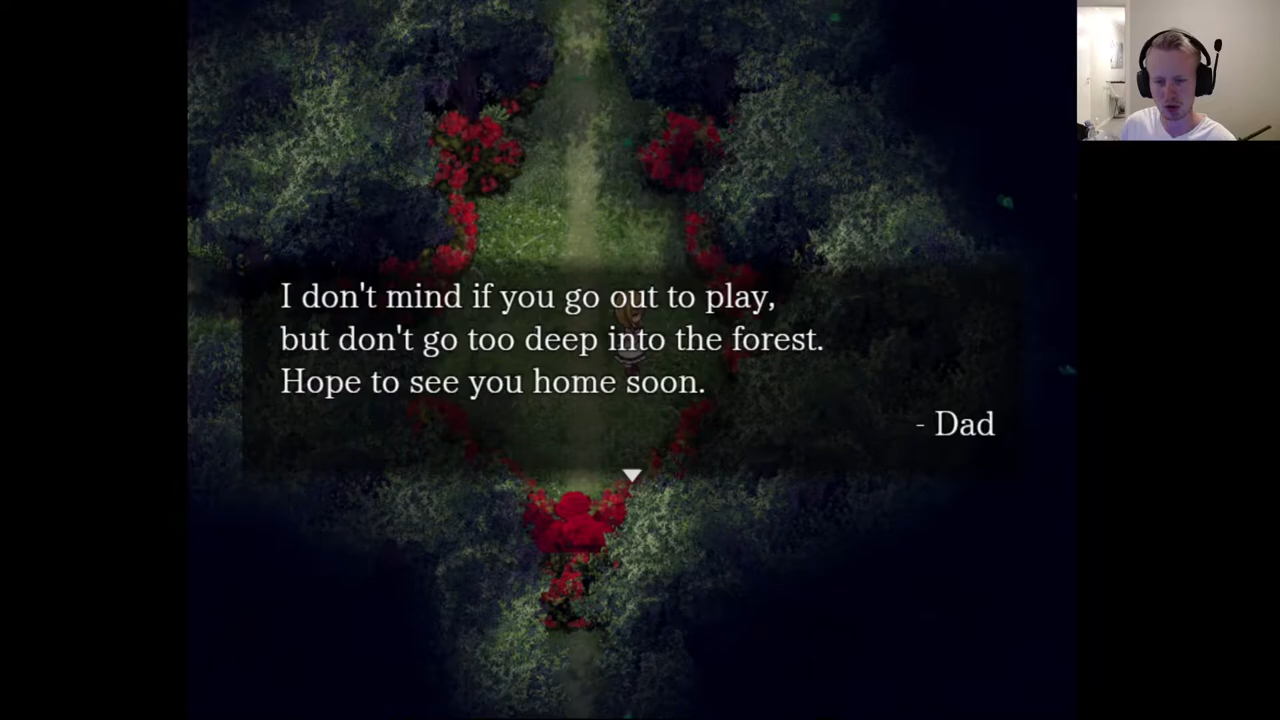 I don't mind if you go out to play,
but don't go too deep into the forest.
Hope to see you home soon.
- Dad